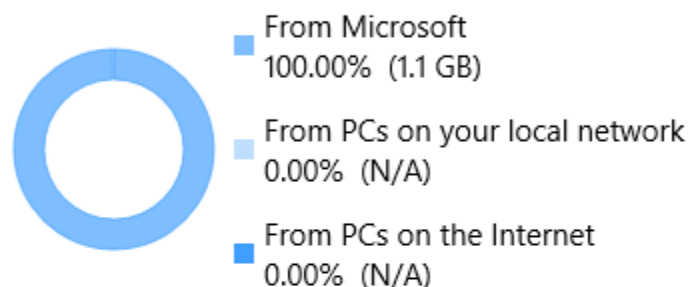 From Microsoft
100.00% (1.1 GB)
From PCs on your local network
0.00% (N/A)
From PCs on the Internet
0.00% (N/A)